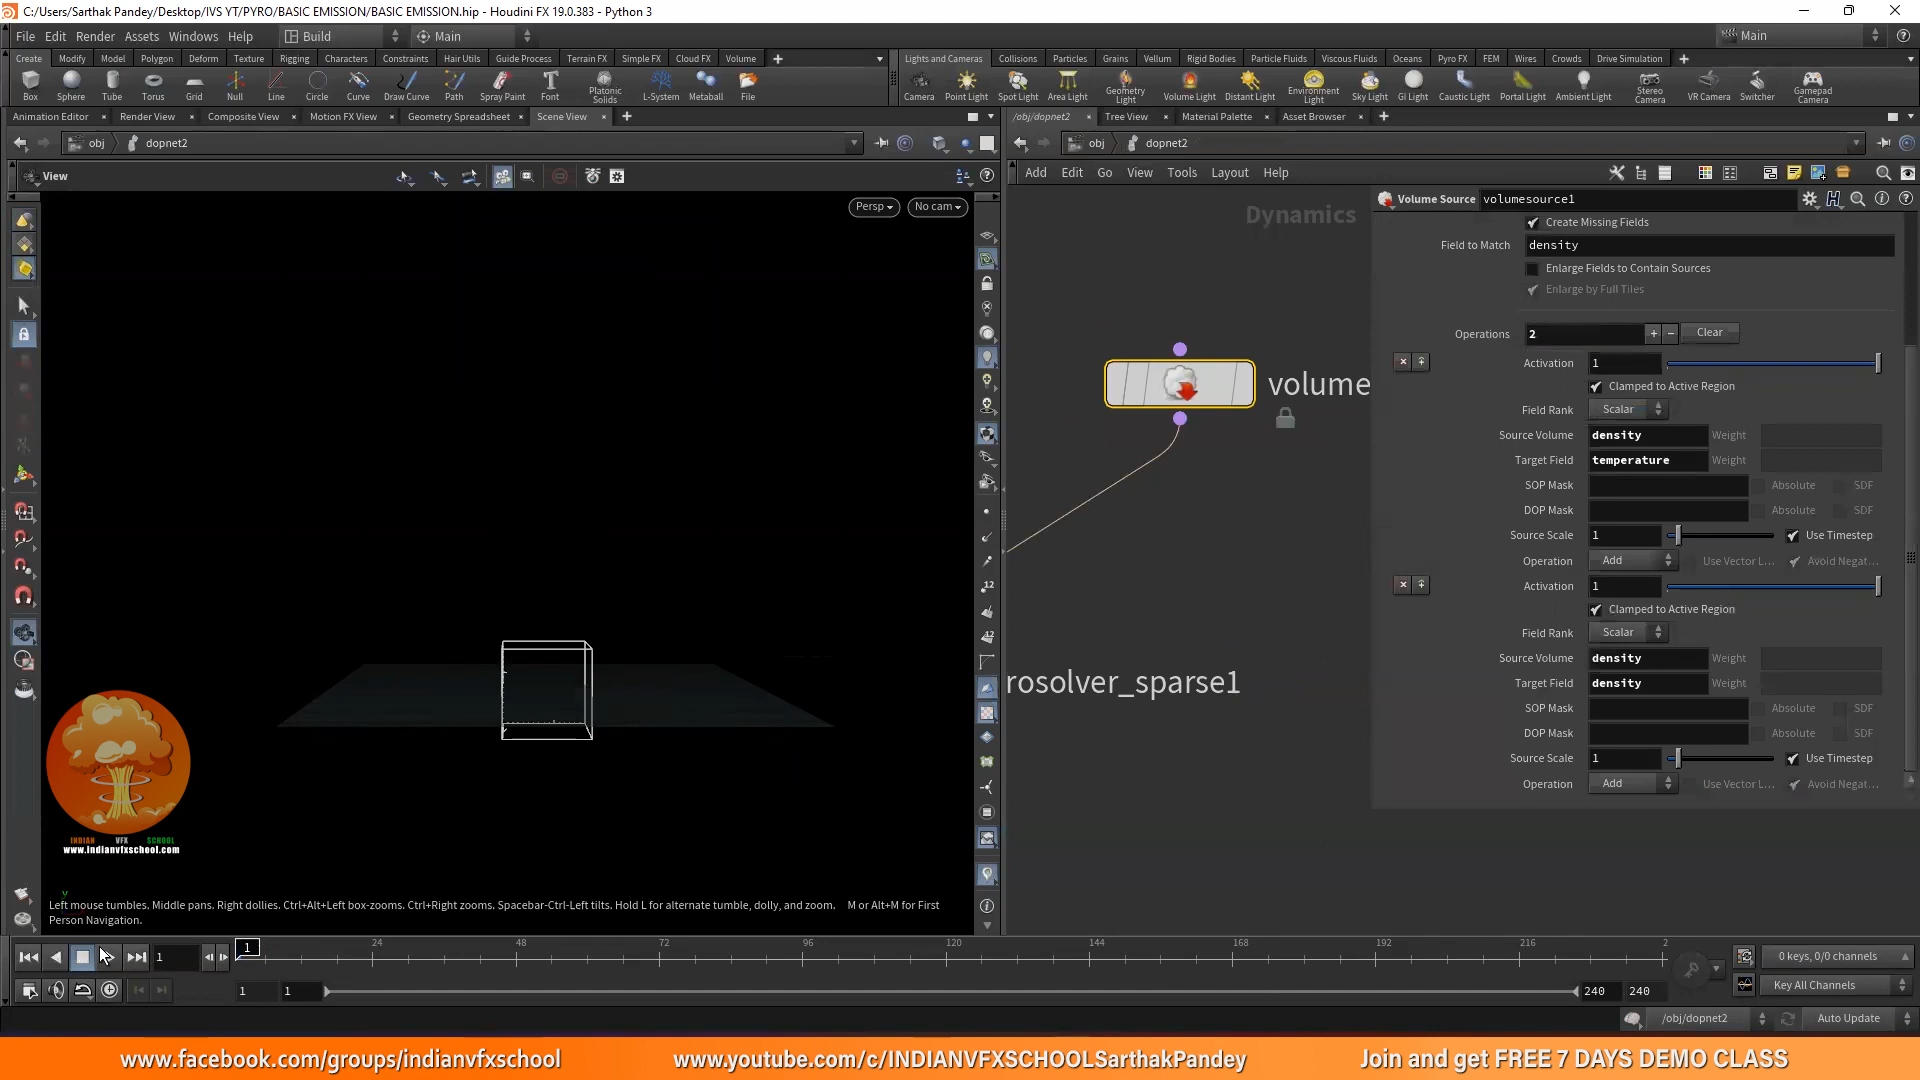 C:/Users/Sarthak Pandey/Desktop/IVS YT/PYRO/BASIC EMISSION/BASIC EMISSION.hip - Houdini FX 19.0.383 - Python 3
File Edit Render Assets Windows Help Build Main Main
Create Modify Model Polygon Deform Texture Rigging Characters Constraints Hair Utils Guide Process Terrain FX Simple FX Cloud FX Volume
Lights and Cameras Collisions Particles Grains Vellum Rigid Bodies Particle Fluids Viscous Fluids Oceans Pyro FX FEM Wires Crowds Drive Simulation
Box Sphere Tube Torus Grid Null Line Circle Curve Draw Curve Path Spray Paint Font Platonic Solids L-System Metaball File
Camera Point Light Spot Light Area Light Geometry Light Volume Light Distant Light Environment Light Sky Light GI Light Caustic Light Portal Light Ambient Light Stereo Camera VR Camera Switcher Gamepad Camera
Animation Editor Render View Composite View Motion FX View Geometry Spreadsheet Scene View
/obj/dopnet2 Tree View Material Palette Asset Browser
obj dopnet2
obj dopnet2
View
Add Edit Go View Tools Layout Help
Persp No cam
Dynamics
Volume Source volumesource1
Create Missing Fields
Field to Match density
Enlarge Fields to Contain Sources
Enlarge by Full Tiles
Operations 2 + - Clear
Activation 1
Clamped to Active Region
Field Rank Scalar
Source Volume density Weight
Target Field temperature Weight
SOP Mask Absolute SDF
DOP Mask Absolute SDF
Source Scale 1 Use Timestep
Operation Add Use Vector L... Avoid Negat...
Activation 1
Clamped to Active Region
Field Rank Scalar
Source Volume density Weight
Target Field density Weight
SOP Mask Absolute SDF
DOP Mask Absolute SDF
Source Scale 1 Use Timestep
Operation Add Use Vector L... Avoid Negat...
volume
rosolver_sparse1
INDIAN VFX SCHOOL
www.indianvfxschool.com
Left mouse tumbles. Middle pans. Right dollies. Ctrl+Alt+Left box-zooms. Ctrl+Right zooms. Spacebar-Ctrl-Left tilts. Hold L for alternate tumble, dolly, and zoom. M or Alt+M for First
Person Navigation.
1 1 24 48 72 96 120 144 168 192 216 2
0 keys, 0/0 channels
1 1 240 240
Key All Channels
/obj/dopnet2 Auto Update
www.facebook.com/groups/indianvfxschool www.youtube.com/c/INDIANVFXSCHOOLSarthakPandey Join and get FREE 7 DAYS DEMO CLASS